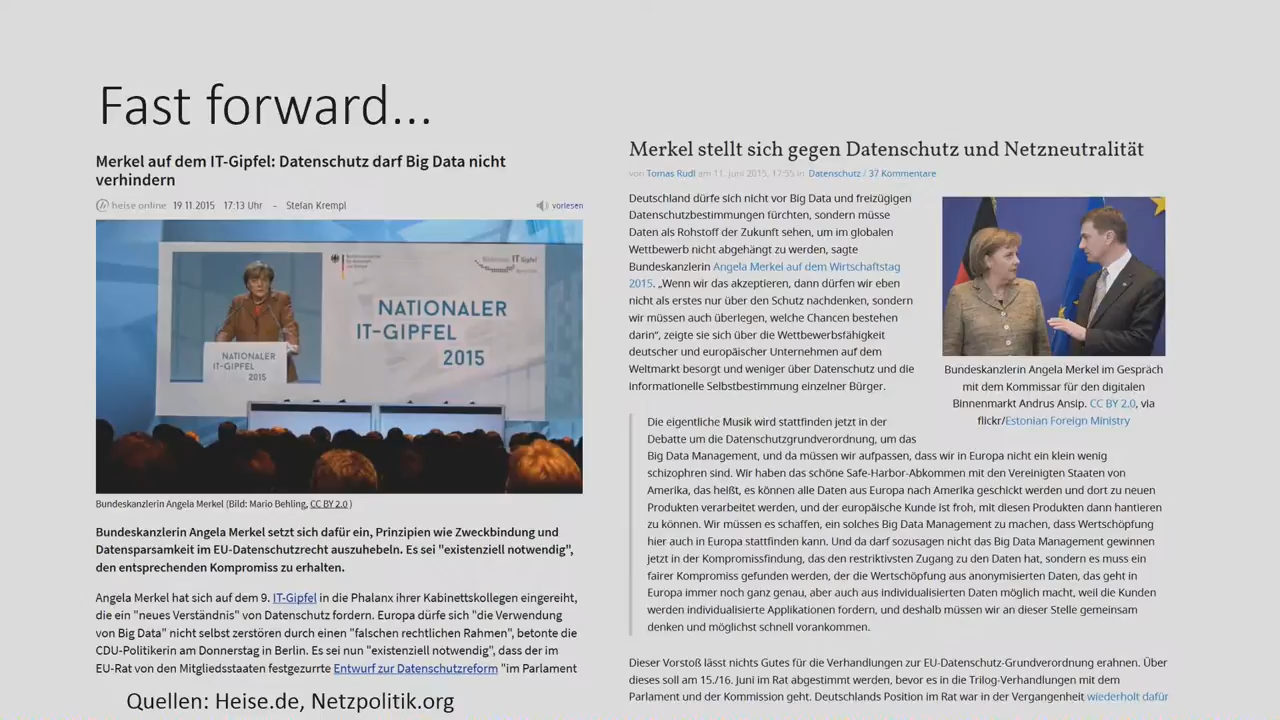 Fast forward...
Merkel auf dem IT-Gipfel: Datenschutz darf Big Data nicht
verhindern
heise online 19.11.2015 17:13 Uhr – Stefan Krempl
vorlesen
Nationaler IT Gipfel
NATIONALER
IT-GIPFEL
2015
NATIONALER
IT-GIPFEL
2015
Bundeskanzlerin Angela Merkel (Bild: Mario Behling, CC BY 2.0 )
Bundeskanzlerin Angela Merkel setzt sich dafür ein, Prinzipien wie Zweckbindung und
Datensparsamkeit im EU-Datenschutzrecht auszuhebeln. Es sei "existenziell notwendig",
den entsprechenden Kompromiss zu erhalten.
Angela Merkel hat sich auf dem 9. IT-Gipfel in die Phalanx ihrer Kabinettskollegen eingereiht,
die ein "neues Verständnis" von Datenschutz fordern. Europa dürfe sich "die Verwendung
von Big Data" nicht selbst zerstören durch einen "falschen rechtlichen Rahmen", betonte die
CDU-Politikerin am Donnerstag in Berlin. Es sei nun "existenziell notwendig", dass der im
EU-Rat von den Mitgliedsstaaten festgezurrte Entwurf zur Datenschutzreform "im Parlament
Quellen: Heise.de, Netzpolitik.org
Merkel stellt sich gegen Datenschutz und Netzneutralität
von Tomas Rudl am 11. Juni 2015, 17:55 in Datenschutz / 37 Kommentare
Deutschland dürfe sich nicht vor Big Data und freizügigen
Datenschutzbestimmungen fürchten, sondern müsse
Daten als Rohstoff der Zukunft sehen, um im globalen
Wettbewerb nicht abgehängt zu werden, sagte
Bundeskanzlerin Angela Merkel auf dem Wirtschaftstag
2015. „Wenn wir das akzeptieren, dann dürfen wir eben
nicht als erstes nur über den Schutz nachdenken, sondern
wir müssen auch überlegen, welche Chancen bestehen
darin“, zeigte sie sich über die Wettbewerbsfähigkeit
deutscher und europäischer Unternehmen auf dem
Weltmarkt besorgt und weniger über Datenschutz und die
informationelle Selbstbestimmung einzelner Bürger.
Bundeskanzlerin Angela Merkel im Gespräch
mit dem Kommissar für den digitalen
Binnenmarkt Andrus Ansip. CC BY 2.0, via
flickr/Estonian Foreign Ministry
Die eigentliche Musik wird stattfinden jetzt in der
Debatte um die Datenschutzgrundverordnung, um das
Big Data Management, und da müssen wir aufpassen, dass wir in Europa nicht ein klein wenig
schizophren sind. Wir haben das schöne Safe-Harbor-Abkommen mit den Vereinigten Staaten von
Amerika, das heißt, es können alle Daten aus Europa nach Amerika geschickt werden und dort zu neuen
Produkten verarbeitet werden, und der europäische Kunde ist froh, mit diesen Produkten dann hantieren
zu können. Wir müssen es schaffen, ein solches Big Data Management zu machen, dass Wertschöpfung
hier auch in Europa stattfinden kann. Und da darf sozusagen nicht das Big Data Management gewinnen
jetzt in der Kompromissfindung, das den restriktivsten Zugang zu den Daten hat, sondern es muss ein
fairer Kompromiss gefunden werden, der die Wertschöpfung aus anonymisierten Daten, das geht in
Europa immer noch ganz genau, aber auch aus individualisierten Daten möglich macht, weil die Kunden
werden individualisierte Applikationen fordern, und deshalb müssen wir an dieser Stelle gemeinsam
denken und möglichst schnell vorankommen.
Dieser Vorstoß lässt nichts Gutes für die Verhandlungen zur EU-Datenschutz-Grundverordnung erahnen. Über
dieses soll am 15./16. Juni im Rat abgestimmt werden, bevor es in die Trilog-Verhandlungen mit dem
Parlament und der Kommission geht. Deutschlands Position im Rat war in der Vergangenheit wiederholt dafür